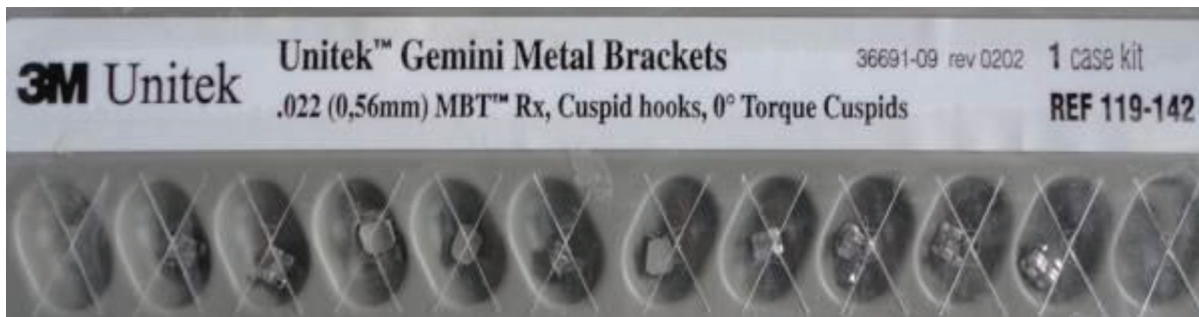 3M Unitek
Unitek™ Gemini Metal Brackets
.022 (0,56mm) MBT™ Rx, Cuspid hooks, 0° Torque Cuspids
36691-09 rev 0202 1 case kit
REF 119-142